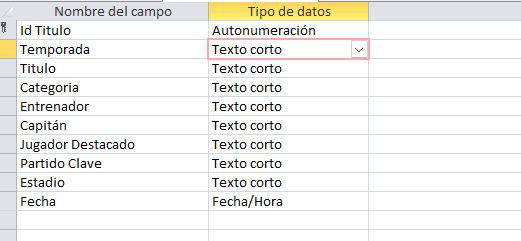 Nombre del campo Tipo de datos
Id Titulo Autonumeración
Temporada Texto corto
Titulo Texto corto
Categoria Texto corto
Entrenador Texto corto
Capitán Texto corto
Jugador Destacado Texto corto
Partido Clave Texto corto
Estadio Texto corto
Fecha Fecha/Hora